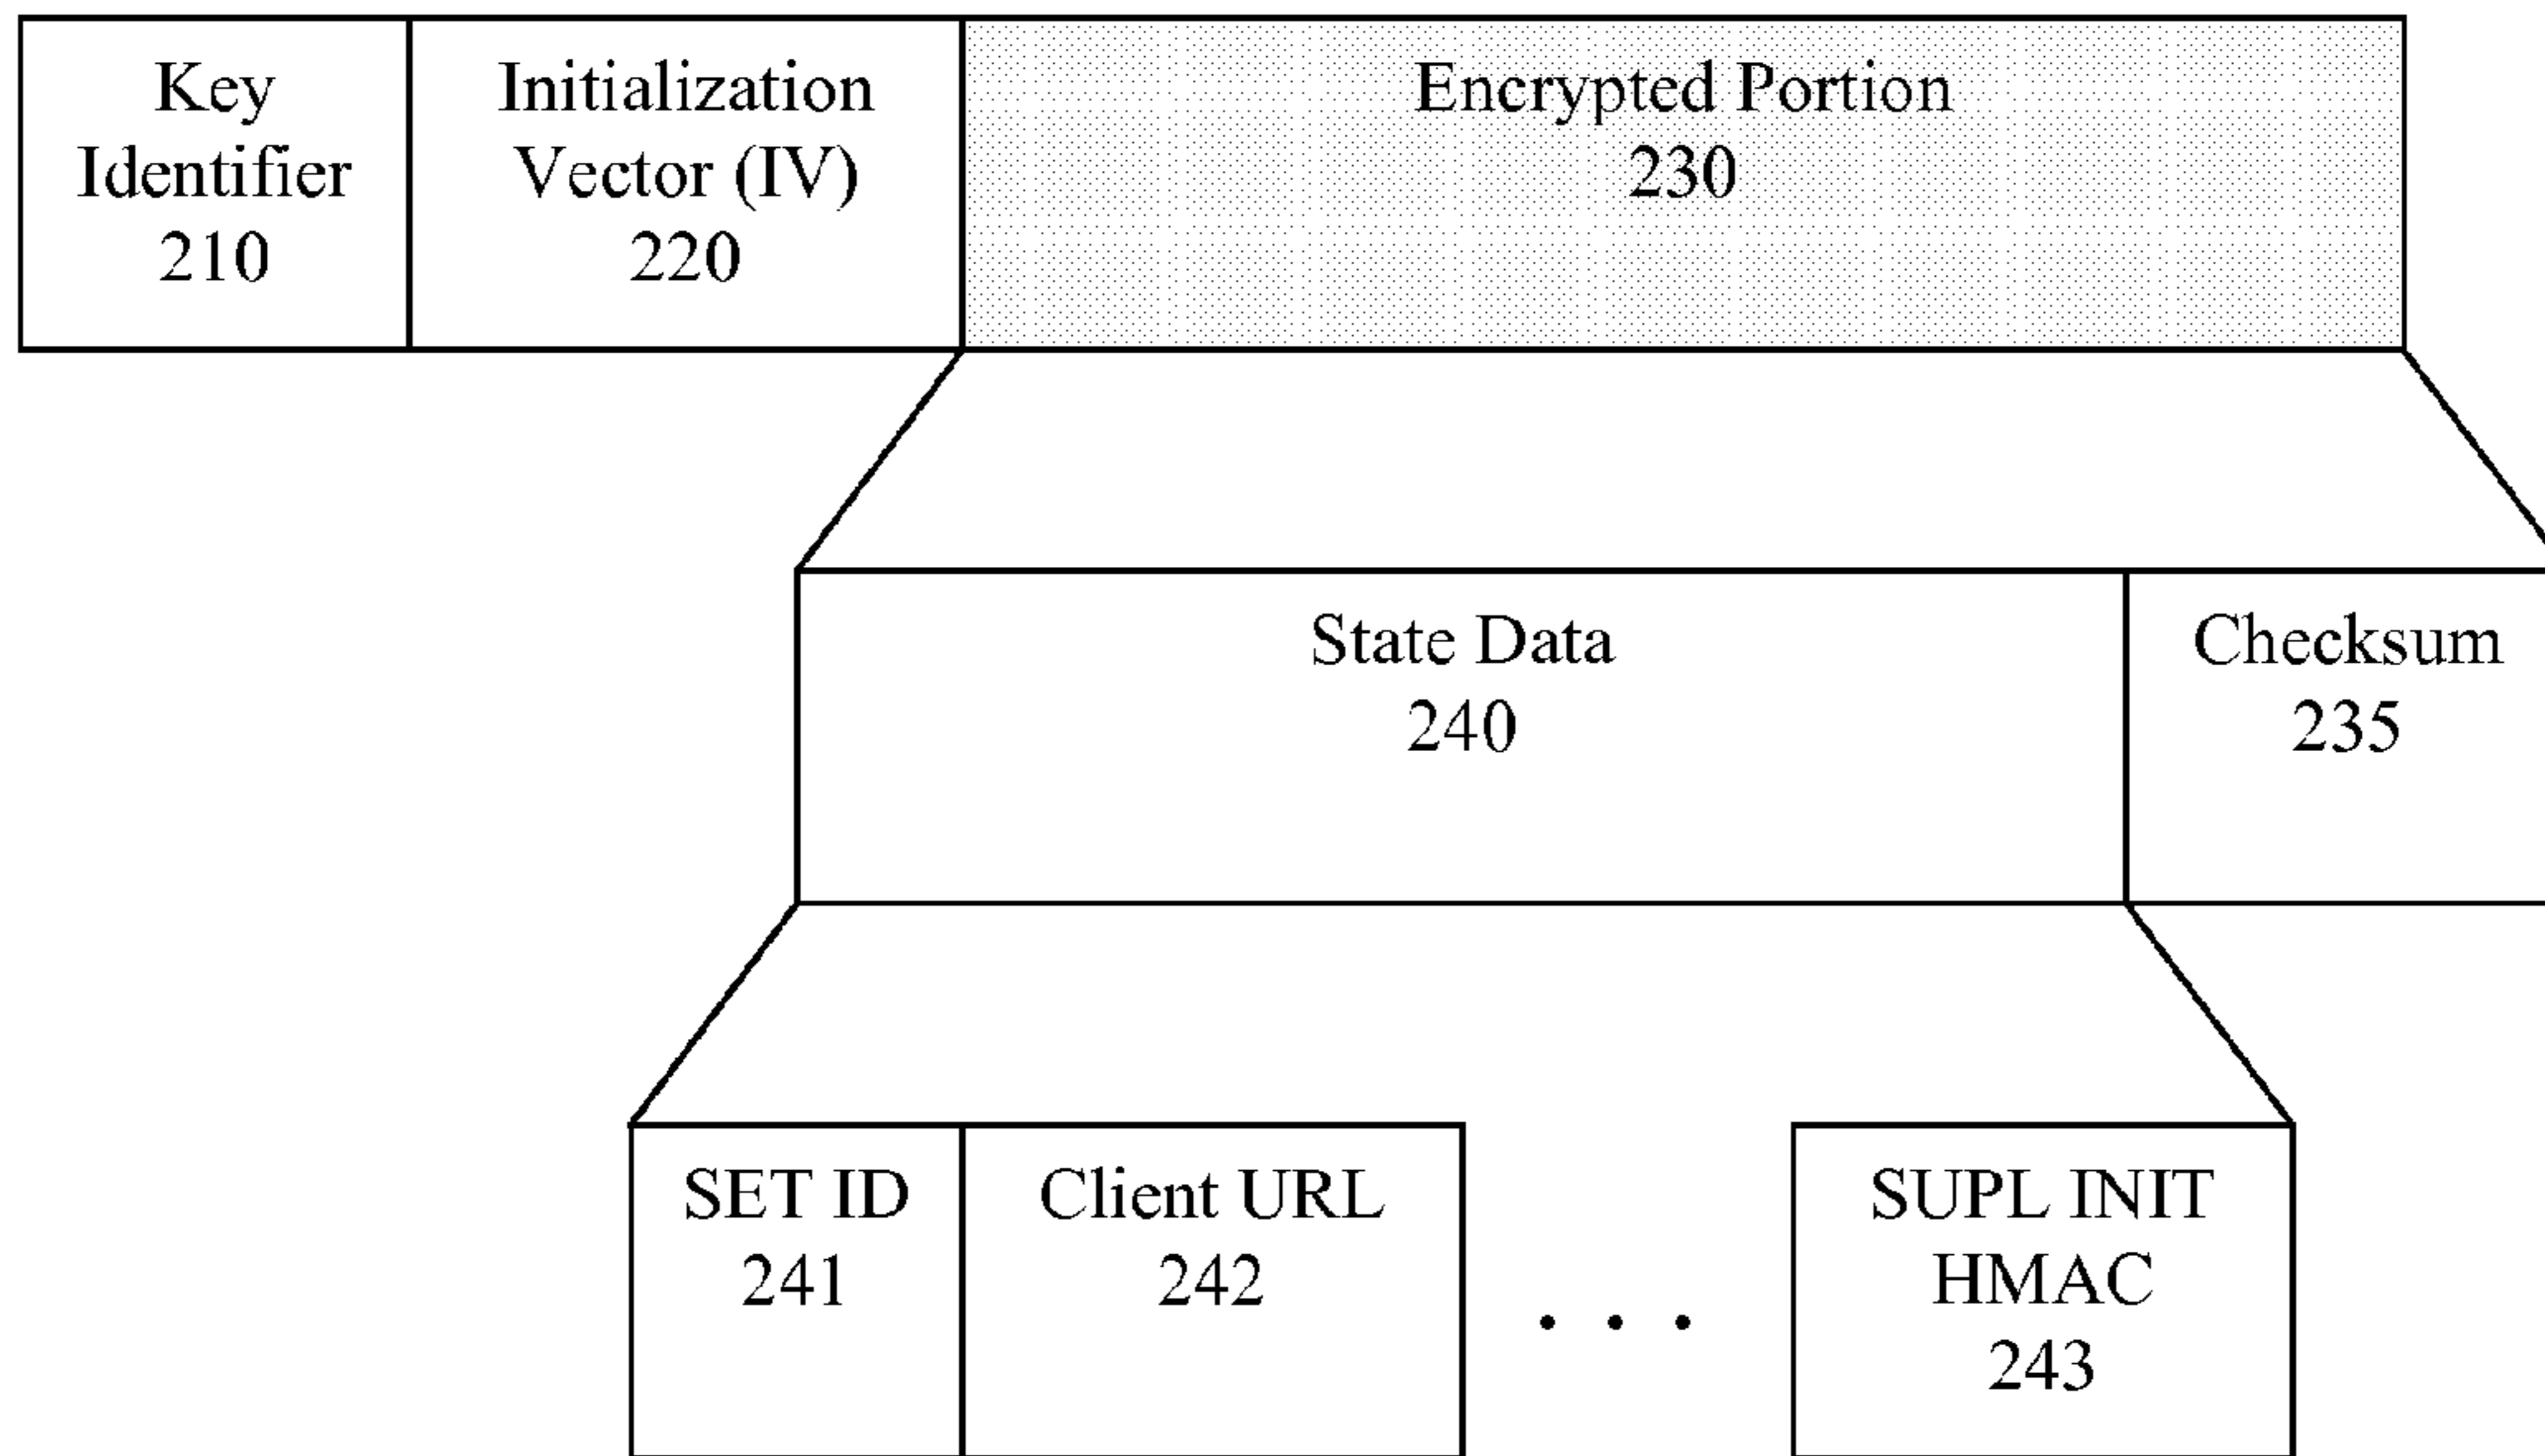 Key
Identifier
210
Initialization
Vector (IV)
220
Encrypted Portion
230
State Data
240
Checksum
235
SET ID
241
Client URL
242
. . .
SUPL INIT
HMAC
243